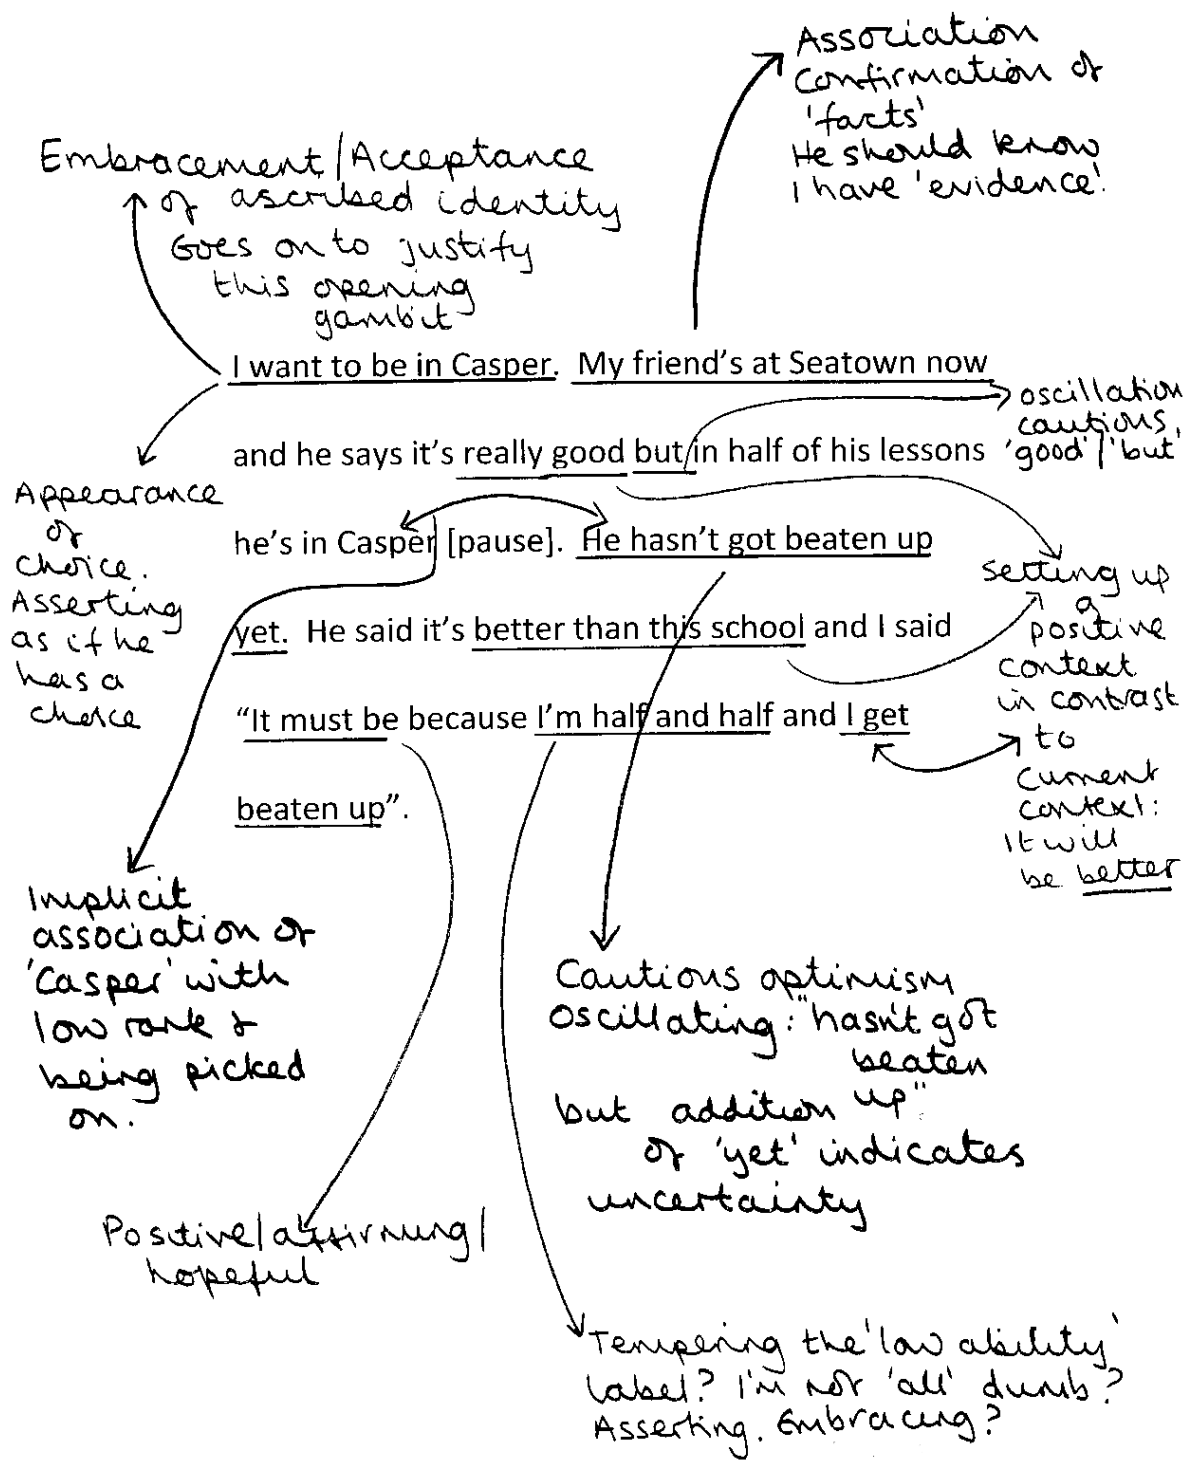 Association
Confirmation of
'facts'
He should know
I have 'evidence'.
Embracement/Acceptance
of ascribed identity
Goes on to justify
this opening
gambit
I want to be in Casper. My friend's at Seatown now
oscillation
cautious,
'good'/'but'
and he says it's really good but in half of his lessons
Appearance
of
choice.
Asserting
as if he
has a
choice
he's in Casper [pause]. He hasn't got beaten up
setting up
a
positive
context
in contrast
to
current
context:
It will
be better
yet. He said it's better than this school and I said
“It must be because I'm half and half and I get
beaten up”.
Implicit
association of
'Casper' with
low rank &
being picked
on.
Cautious optimism
oscillating: "hasn't got
beaten
up"
but addition
of 'yet' indicates
uncertainty
Positive/affirming/
hopeful
Tempering the 'low ability'
label? I'm not 'all' dumb?
Asserting. Embracing?